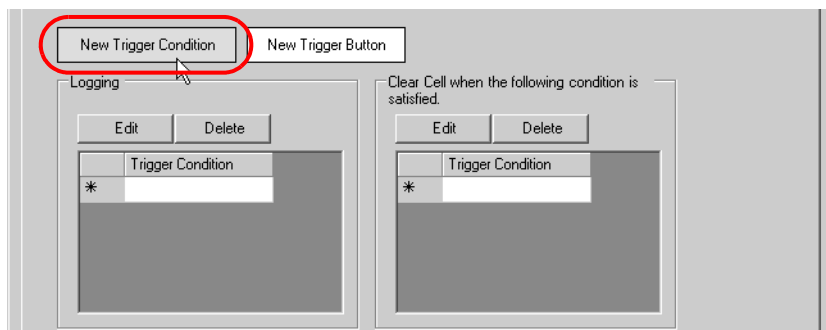 New Trigger Condition
New Trigger Button
Logging
Clear Cell when the following condition is
satisfied.
Edit
Delete
Edit
Delete
Trigger Condition
Trigger Condition